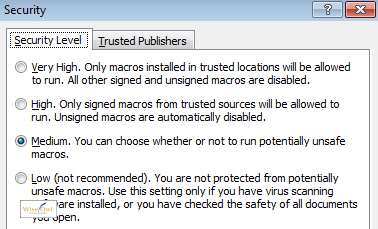 Security
Security Level
Trusted Publishers
Very High. Only macros installed in trusted locations will be allowed
to run. All other signed and unsigned macros are disabled.
High. Only signed macros from trusted sources will be allowed to
run. Unsigned macros are automatically disabled.
Medium. You can choose whether or not to run potentially unsafe
macros.
Low (not recommended). You are not protected from potentially
unsafe macros. Use this setting only if you have virus scanning
installed, or you have checked the safety of all documents
open.